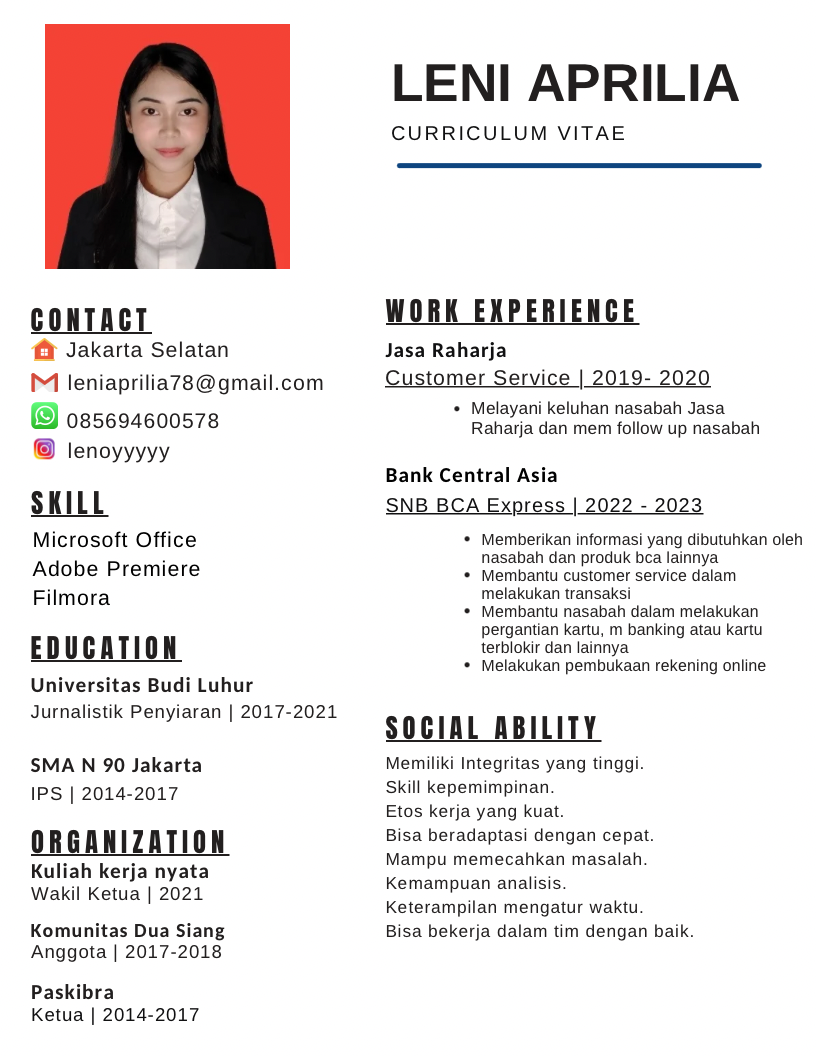 LENI APRILIA
CURRICULUM VITAE
CONTACT
Jakarta Selatan
leniaprilia78@gmail.com
085694600578
lenoyyyyy
SKILL
Microsoft Office
Adobe Premiere
Filmora
EDUCATION
Universitas Budi Luhur
Jurnalistik Penyiaran | 2017-2021
SMA N 90 Jakarta
IPS | 2014-2017
ORGANIZATION
Kuliah kerja nyata
Wakil Ketua | 2021
Komunitas Dua Siang
Anggota | 2017-2018
Paskibra
Ketua | 2014-2017
WORK EXPERIENCE
Jasa Raharja
Customer Service | 2019- 2020
• Melayani keluhan nasabah Jasa
Raharja dan mem follow up nasabah
Bank Central Asia
SNB BCA Express | 2022 - 2023
• Memberikan informasi yang dibutuhkan oleh
nasabah dan produk bca lainnya
• Membantu customer service dalam
melakukan transaksi
• Membantu nasabah dalam melakukan
pergantian kartu, m banking atau kartu
terblokir dan lainnya
• Melakukan pembukaan rekening online
SOCIAL ABILITY
Memiliki Integritas yang tinggi.
Skill kepemimpinan.
Etos kerja yang kuat.
Bisa beradaptasi dengan cepat.
Mampu memecahkan masalah.
Kemampuan analisis.
Keterampilan mengatur waktu.
Bisa bekerja dalam tim dengan baik.